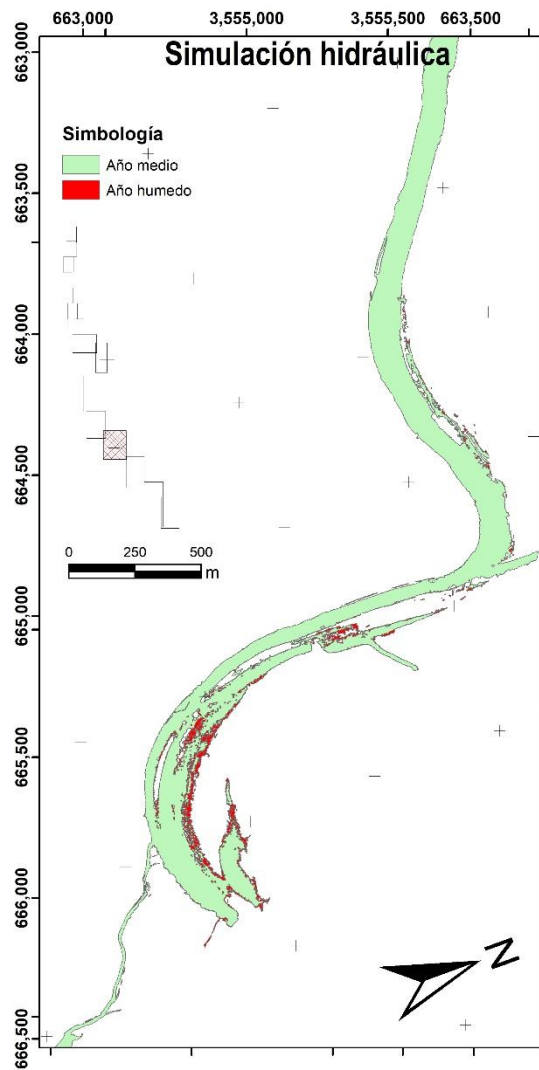 663,000 3,555,000 3,555,500 663,500
Simulación hidráulica
663,000
Simbología
Año medio
Año humedo
663,500
664,000
664,500
0 250 500
m
665,000
665,500
666,000
N
666,500